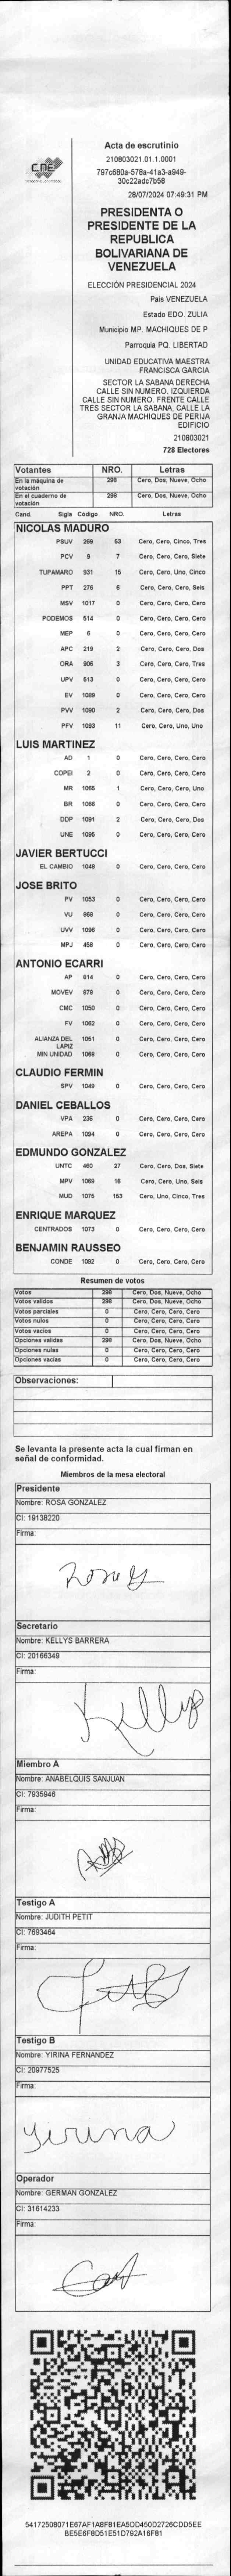 CNE
Acta de escrutinio
210803021.01.1.0001
797c680a-578a-41a3-a949-
30c22adc7b58
28/07/2024 07:49:31 PM
PRESIDENTA O
PRESIDENTE DE LA
REPUBLICA
BOLIVARIANA DE
VENEZUELA
ELECCIÓN PRESIDENCIAL 2024
País VENEZUELA
Estado EDO. ZULIA
Municipio MP. MACHIQUES DE P
Parroquia PQ. LIBERTAD
UNIDAD EDUCATIVA MAESTRA
FRANCISCA GARCIA
SECTOR LA SABANA DERECHA
CALLE SIN NUMERO. IZQUIERDA
CALLE SIN NUMERO. FRENTE CALLE
TRES SECTOR LA SABANA, CALLE LA
GRANJA MACHIQUES DE PERIJA
EDIFICIO
210803021
728 Electores
Votantes NRO. Letras
En la máquina de votación 298 Cero, Dos, Nueve, Ocho
En el cuaderno de votación 298 Cero, Dos, Nueve, Ocho
Cand. Sigla Código NRO. Letras
NICOLAS MADURO
PSUV 269 53 Cero, Cero, Cinco, Tres
PCV 9 7 Cero, Cero, Cero, Siete
TUPAMARO 931 15 Cero, Cero, Uno, Cinco
PPT 276 6 Cero, Cero, Cero, Seis
MSV 1017 0 Cero, Cero, Cero, Cero
PODEMOS 514 0 Cero, Cero, Cero, Cero
MEP 6 0 Cero, Cero, Cero, Cero
APC 219 2 Cero, Cero, Cero, Dos
ORA 906 3 Cero, Cero, Cero, Tres
UPV 513 0 Cero, Cero, Cero, Cero
EV 1089 0 Cero, Cero, Cero, Cero
PVV 1090 2 Cero, Cero, Cero, Dos
PFV 1093 11 Cero, Cero, Uno, Uno
LUIS MARTINEZ
AD 1 0 Cero, Cero, Cero, Cero
COPEI 2 0 Cero, Cero, Cero, Cero
MR 1065 1 Cero, Cero, Cero, Uno
BR 1066 0 Cero, Cero, Cero, Cero
DDP 1091 2 Cero, Cero, Cero, Dos
UNE 1095 0 Cero, Cero, Cero, Cero
JAVIER BERTUCCI
EL CAMBIO 1048 0 Cero, Cero, Cero, Cero
JOSE BRITO
PV 1053 0 Cero, Cero, Cero, Cero
VU 868 0 Cero, Cero, Cero, Cero
UVV 1096 0 Cero, Cero, Cero, Cero
MPJ 458 0 Cero, Cero, Cero, Cero
ANTONIO ECARRI
AP 814 0 Cero, Cero, Cero, Cero
MOVEV 878 0 Cero, Cero, Cero, Cero
CMC 1050 0 Cero, Cero, Cero, Cero
FV 1062 0 Cero, Cero, Cero, Cero
ALIANZA DEL LAPIZ 1051 0 Cero, Cero, Cero, Cero
MIN UNIDAD 1068 0 Cero, Cero, Cero, Cero
CLAUDIO FERMIN
SPV 1049 0 Cero, Cero, Cero, Cero
DANIEL CEBALLOS
VPA 236 0 Cero, Cero, Cero, Cero
AREPA 1094 0 Cero, Cero, Cero, Cero
EDMUNDO GONZALEZ
UNTC 460 27 Cero, Cero, Dos, Siete
MPV 1069 16 Cero, Cero, Uno, Seis
MUD 1075 153 Cero, Uno, Cinco, Tres
ENRIQUE MARQUEZ
CENTRADOS 1073 0 Cero, Cero, Cero, Cero
BENJAMIN RAUSSEO
CONDE 1092 0 Cero, Cero, Cero, Cero
Resumen de votos
Votos 298 Cero, Dos, Nueve, Ocho
Votos validos 298 Cero, Dos, Nueve, Ocho
Votos parciales 0 Cero, Cero, Cero, Cero
Votos nulos 0 Cero, Cero, Cero, Cero
Votos vacios 0 Cero, Cero, Cero, Cero
Opciones validas 298 Cero, Dos, Nueve, Ocho
Opciones nulas 0 Cero, Cero, Cero, Cero
Opciones vacias 0 Cero, Cero, Cero, Cero
Observaciones:
Se levanta la presente acta la cual firman en
señal de conformidad.
Miembros de la mesa electoral
Presidente
Nombre: ROSA GONZALEZ
CI: 19138220
Firma:
Secretario
Nombre: KELLYS BARRERA
CI: 20166349
Firma:
Kellys
Miembro A
Nombre: ANABELQUIS SANJUAN
CI: 7935946
Firma:
Testigo A
Nombre: JUDITH PETIT
CI: 7693464
Firma:
Testigo B
Nombre: YIRINA FERNANDEZ
CI: 20977525
Firma:
yirina
Operador
Nombre: GERMAN GONZALEZ
CI: 31614233
Firma:
54172508071E67AF1A8F81EA5DD450D2726CDD5EE
BE5E6F8D51E51D792A16F81